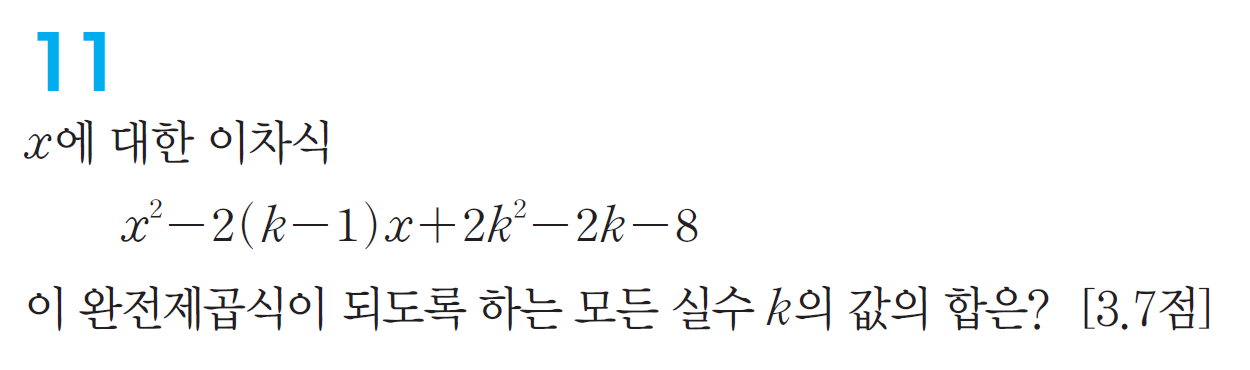 11
x에 대한 이차식
x²-2(k-1)x+2k²-2k-8
이 완전제곱식이 되도록 하는 모든 실수 k의 값의 합은? [3.7점]